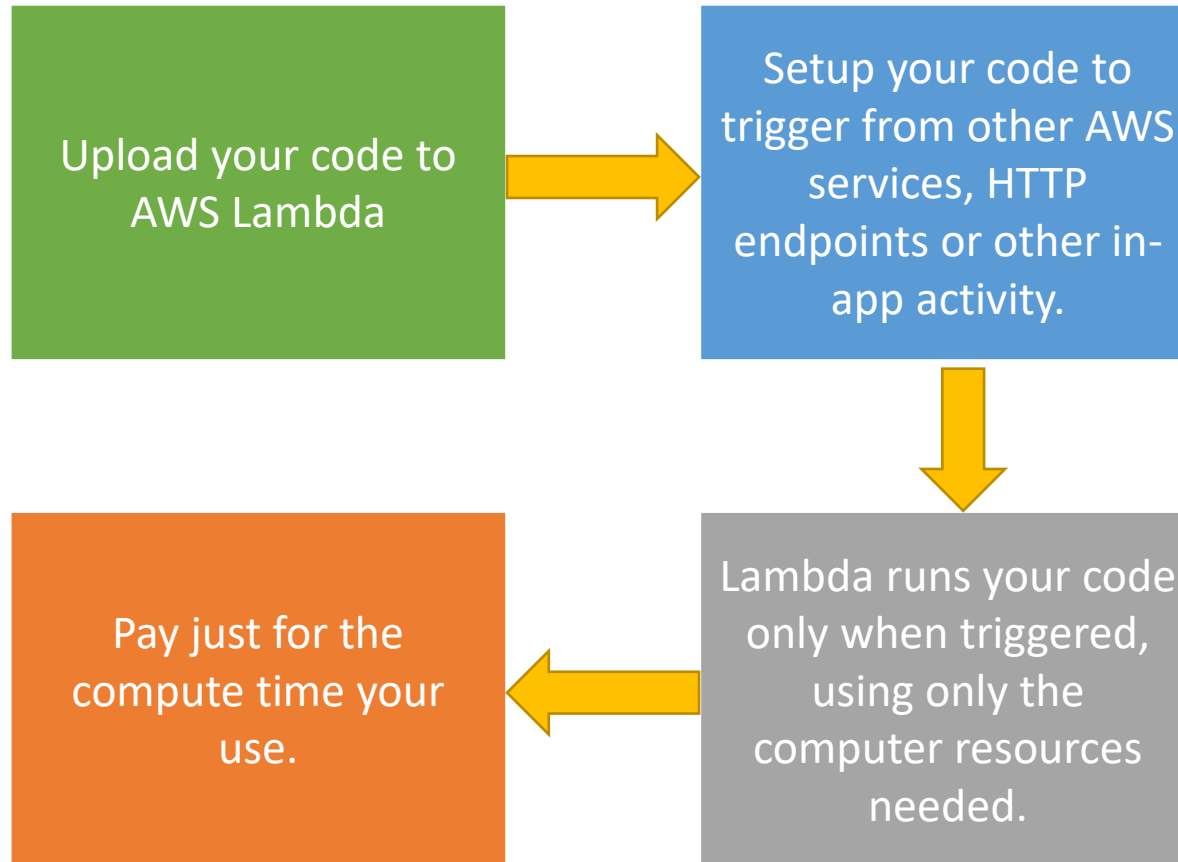 Upload your code to
AWS Lambda
Setup your code to
trigger from other AWS
services, HTTP
endpoints or other in-
app activity.
Lambda runs your code
only when triggered,
using only the
computer resources
needed.
Pay just for the
compute time your
use.